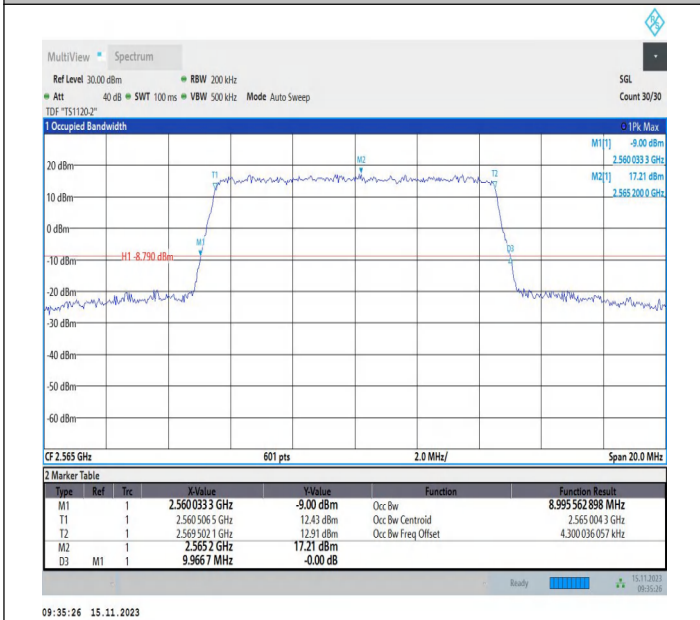 R S
MultiView Spectrum
Ref Level 30.00 dBm RBW 200 kHz SGL
Att 40 dB SWT 100 ms VBW 500 kHz Mode Auto Sweep Count 30/30
TDF "TS1120-2"
1 Occupied Bandwidth 1Pk Max
M1[1] -9.00 dBm
2.560 033 3 GHz
M2[1] 17.21 dBm
2.565 200 0 GHz
20 dBm
10 dBm
0 dBm
-10 dBm
-20 dBm
-30 dBm
-40 dBm
-50 dBm
-60 dBm
T1
M2
T2
M1
D3
H1 -8.790 dBm
CF 2.565 GHz 601 pts 2.0 MHz/ Span 20.0 MHz
2 Marker Table
Type Ref Trc X-Value Y-Value Function Function Result
M1 1 2.560 033 3 GHz -9.00 dBm Occ Bw 8.995 562 898 MHz
T1 1 2.560 506 5 GHz 12.43 dBm Occ Bw Centroid 2.565 004 3 GHz
T2 1 2.569 502 1 GHz 12.91 dBm Occ Bw Freq Offset 4.300 036 057 kHz
M2 1 2.565 2 GHz 17.21 dBm
D3 M1 1 9.966 7 MHz -0.00 dB
Ready 15.11.2023
09:35:26
09:35:26 15.11.2023